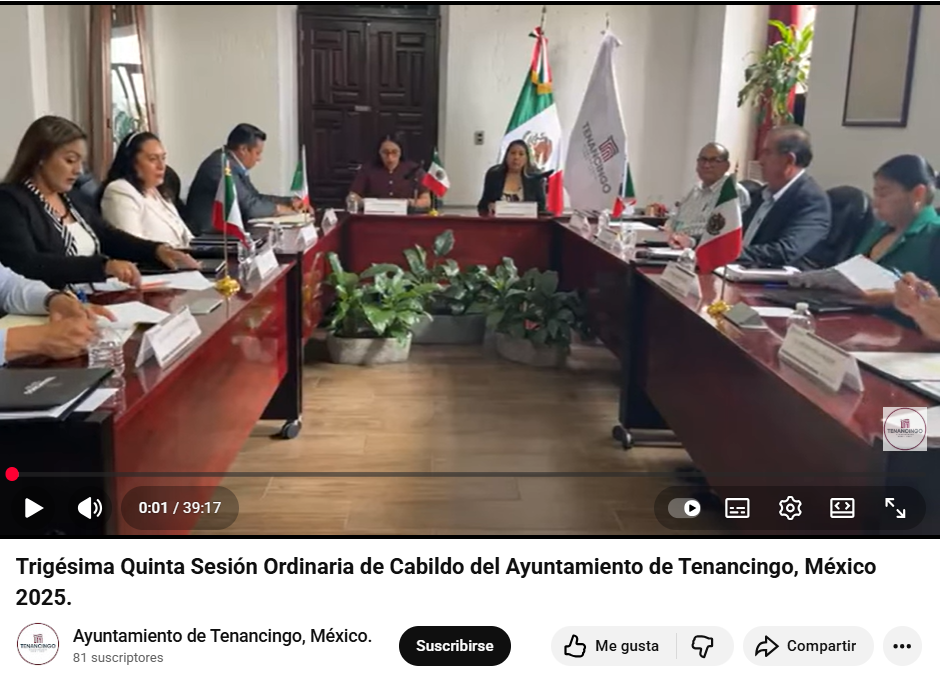 TENANCINGO
TENANCINGO
0:01 / 39:17
Trigésima Quinta Sesión Ordinaria de Cabildo del Ayuntamiento de Tenancingo, México
2025.
TENANCINGO
Ayuntamiento de Tenancingo, México.
81 suscriptores
Suscribirse
Me gusta
Compartir